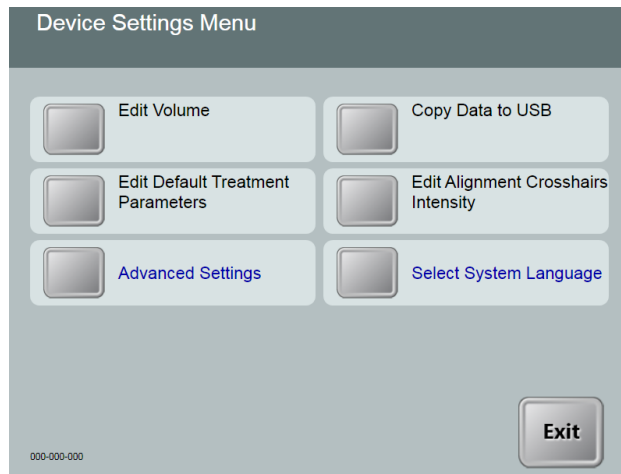 Device Settings Menu
Edit Volume
Copy Data to USB
Edit Default Treatment
Parameters
Edit Alignment Crosshairs
Intensity
Advanced Settings
Select System Language
Exit
000-000-000